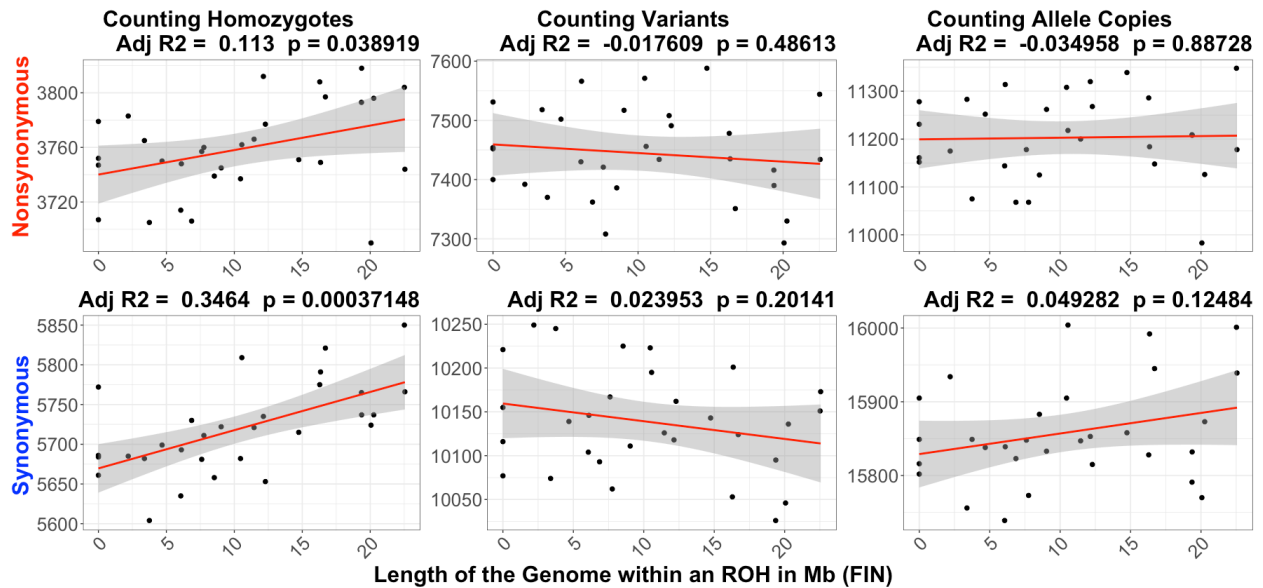 Counting Homozygotes
Counting Variants
Counting Allele Copies
Adj R2 = 0.113 p = 0.038919
Adj R2 = -0.017609 p = 0.48613
Adj R2 = -0.034958 p = 0.88728
Nonsynonymous
3800
3760
3720
0 5 10 15 20
7600
7500
7400
7300
0 5 10 15 20
11300
11200
11100
11000
0 5 10 15 20
Adj R2 = 0.3464 p = 0.00037148
Adj R2 = 0.023953 p = 0.20141
Adj R2 = 0.049282 p = 0.12484
Synonymous
5850
5800
5750
5700
5650
5600
0 5 10 15 20
10250
10200
10150
10100
10050
0 5 10 15 20
16000
15900
15800
0 5 10 15 20
Length of the Genome within an ROH in Mb (FIN)